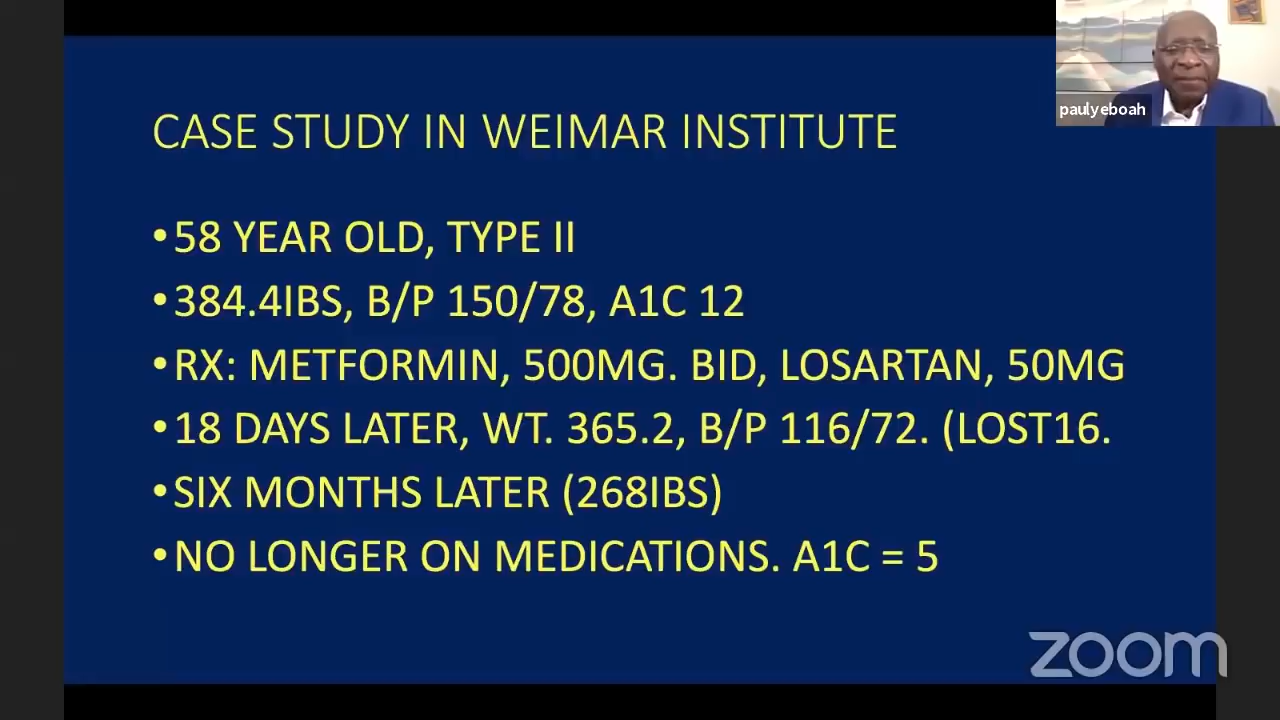 CASE STUDY IN WEIMAR INSTITUTE
paulyeboah
•58 YEAR OLD, TYPE II
•384.4IBS, B/P 150/78, A1C 12
•RX: METFORMIN, 500MG. BID, LOSARTAN, 50MG
•18 DAYS LATER, WT. 365.2, B/P 116/72. (LOST16.
•SIX MONTHS LATER (268IBS)
•NO LONGER ON MEDICATIONS. A1C = 5
zoom